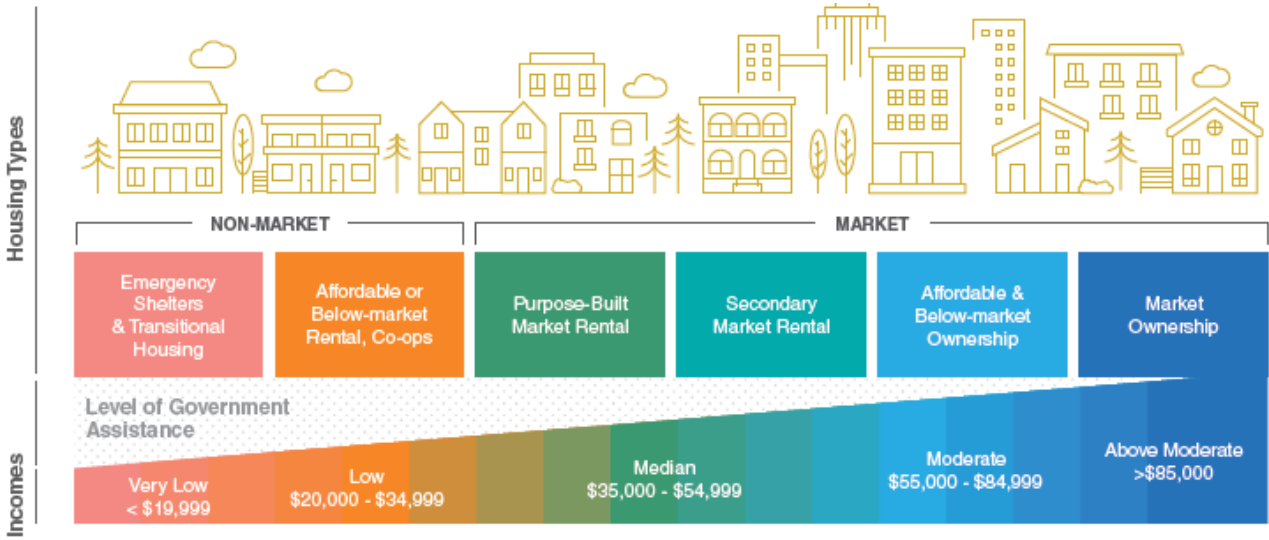 Housing Types
NON-MARKET
MARKET
Emergency
Shelters
& Transitional
Housing
Affordable or
Below-market
Rental, Co-ops
Purpose-Built
Market Rental
Secondary
Market Rental
Affordable &
Below-market
Ownership
Market
Ownership
Incomes
Level of Government
Assistance
Very Low
< $19,999
Low
$20,000 - $34,999
Median
$35,000 - $54,999
Moderate
$55,000 - $84,999
Above Moderate
>$85,000